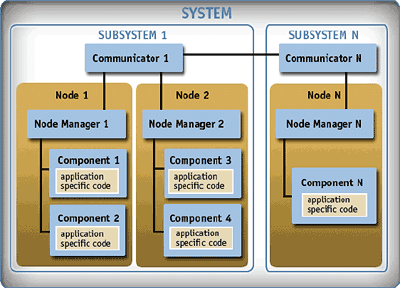 SYSTEM
SUBSYSTEM 1
SUBSYSTEM N
Communicator 1
Communicator N
Node 1
Node 2
Node N
Node Manager 1
Node Manager 2
Node Manager N
Component 1
application
specific code
Component 3
application
specific code
Component N
application
specific code
Component 2
application
specific code
Component 4
application
specific code